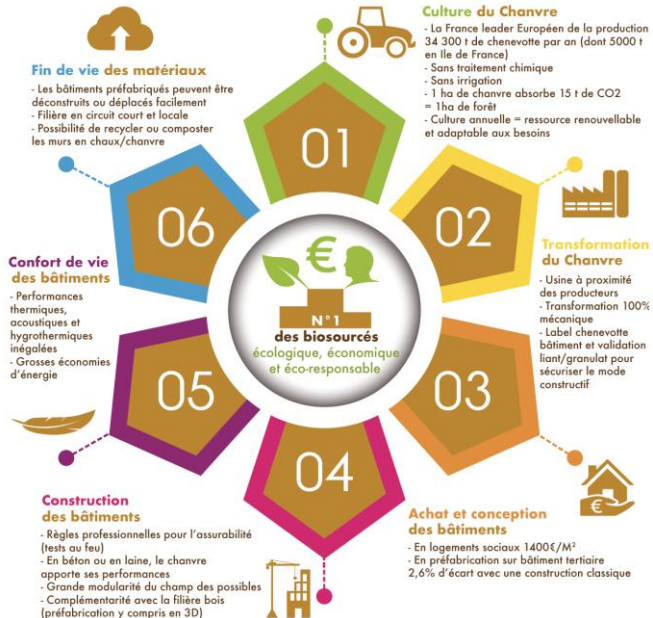 Culture du Chanvre
- La France leader Européen de la production
34 300 t de chenevotte par an (dont 5000 t
en Ile de France)
- Sans traitement chimique
- Sans irrigation
- 1 ha de chanvre absorbe 15 t de CO2
= 1ha de forêt
- Culture annuelle = ressource renouvellable
et adaptable aux besoins
01
02
Transformation
du Chanvre
- Usine à proximité
des producteurs
- Transformation 100%
mécanique
- Label chenevotte
bâtiment et validation
liant/granulat pour
sécuriser le mode
constructif
03
€
Achat et conception
des bâtiments
- En logements sociaux 1400€/M²
- En préfabrication sur bâtiment tertiaire
2,6% d'écart avec une construction classique
04
Construction
des bâtiments
- Règles professionnelles pour l'assurabilité
(tests au feu)
- En béton ou en laine, le chanvre
apporte ses performances
- Grande modularité du champ des possibles
- Complémentarité avec la filière bois
(préfabrication y compris en 3D)
05
Confort de vie
des bâtiments
- Performances
thermiques,
acoustiques et
hygrothermiques
inégalées
- Grosses économies
d'énergie
06
Fin de vie des matériaux
- Les bâtiments préfabriqués peuvent être
déconstruits ou déplacés facilement
- Filière en circuit court et locale
- Possibilité de recycler ou composter
les murs en chaux/chanvre
€
N°1
des biosourcés
écologique, économique
et éco-responsable